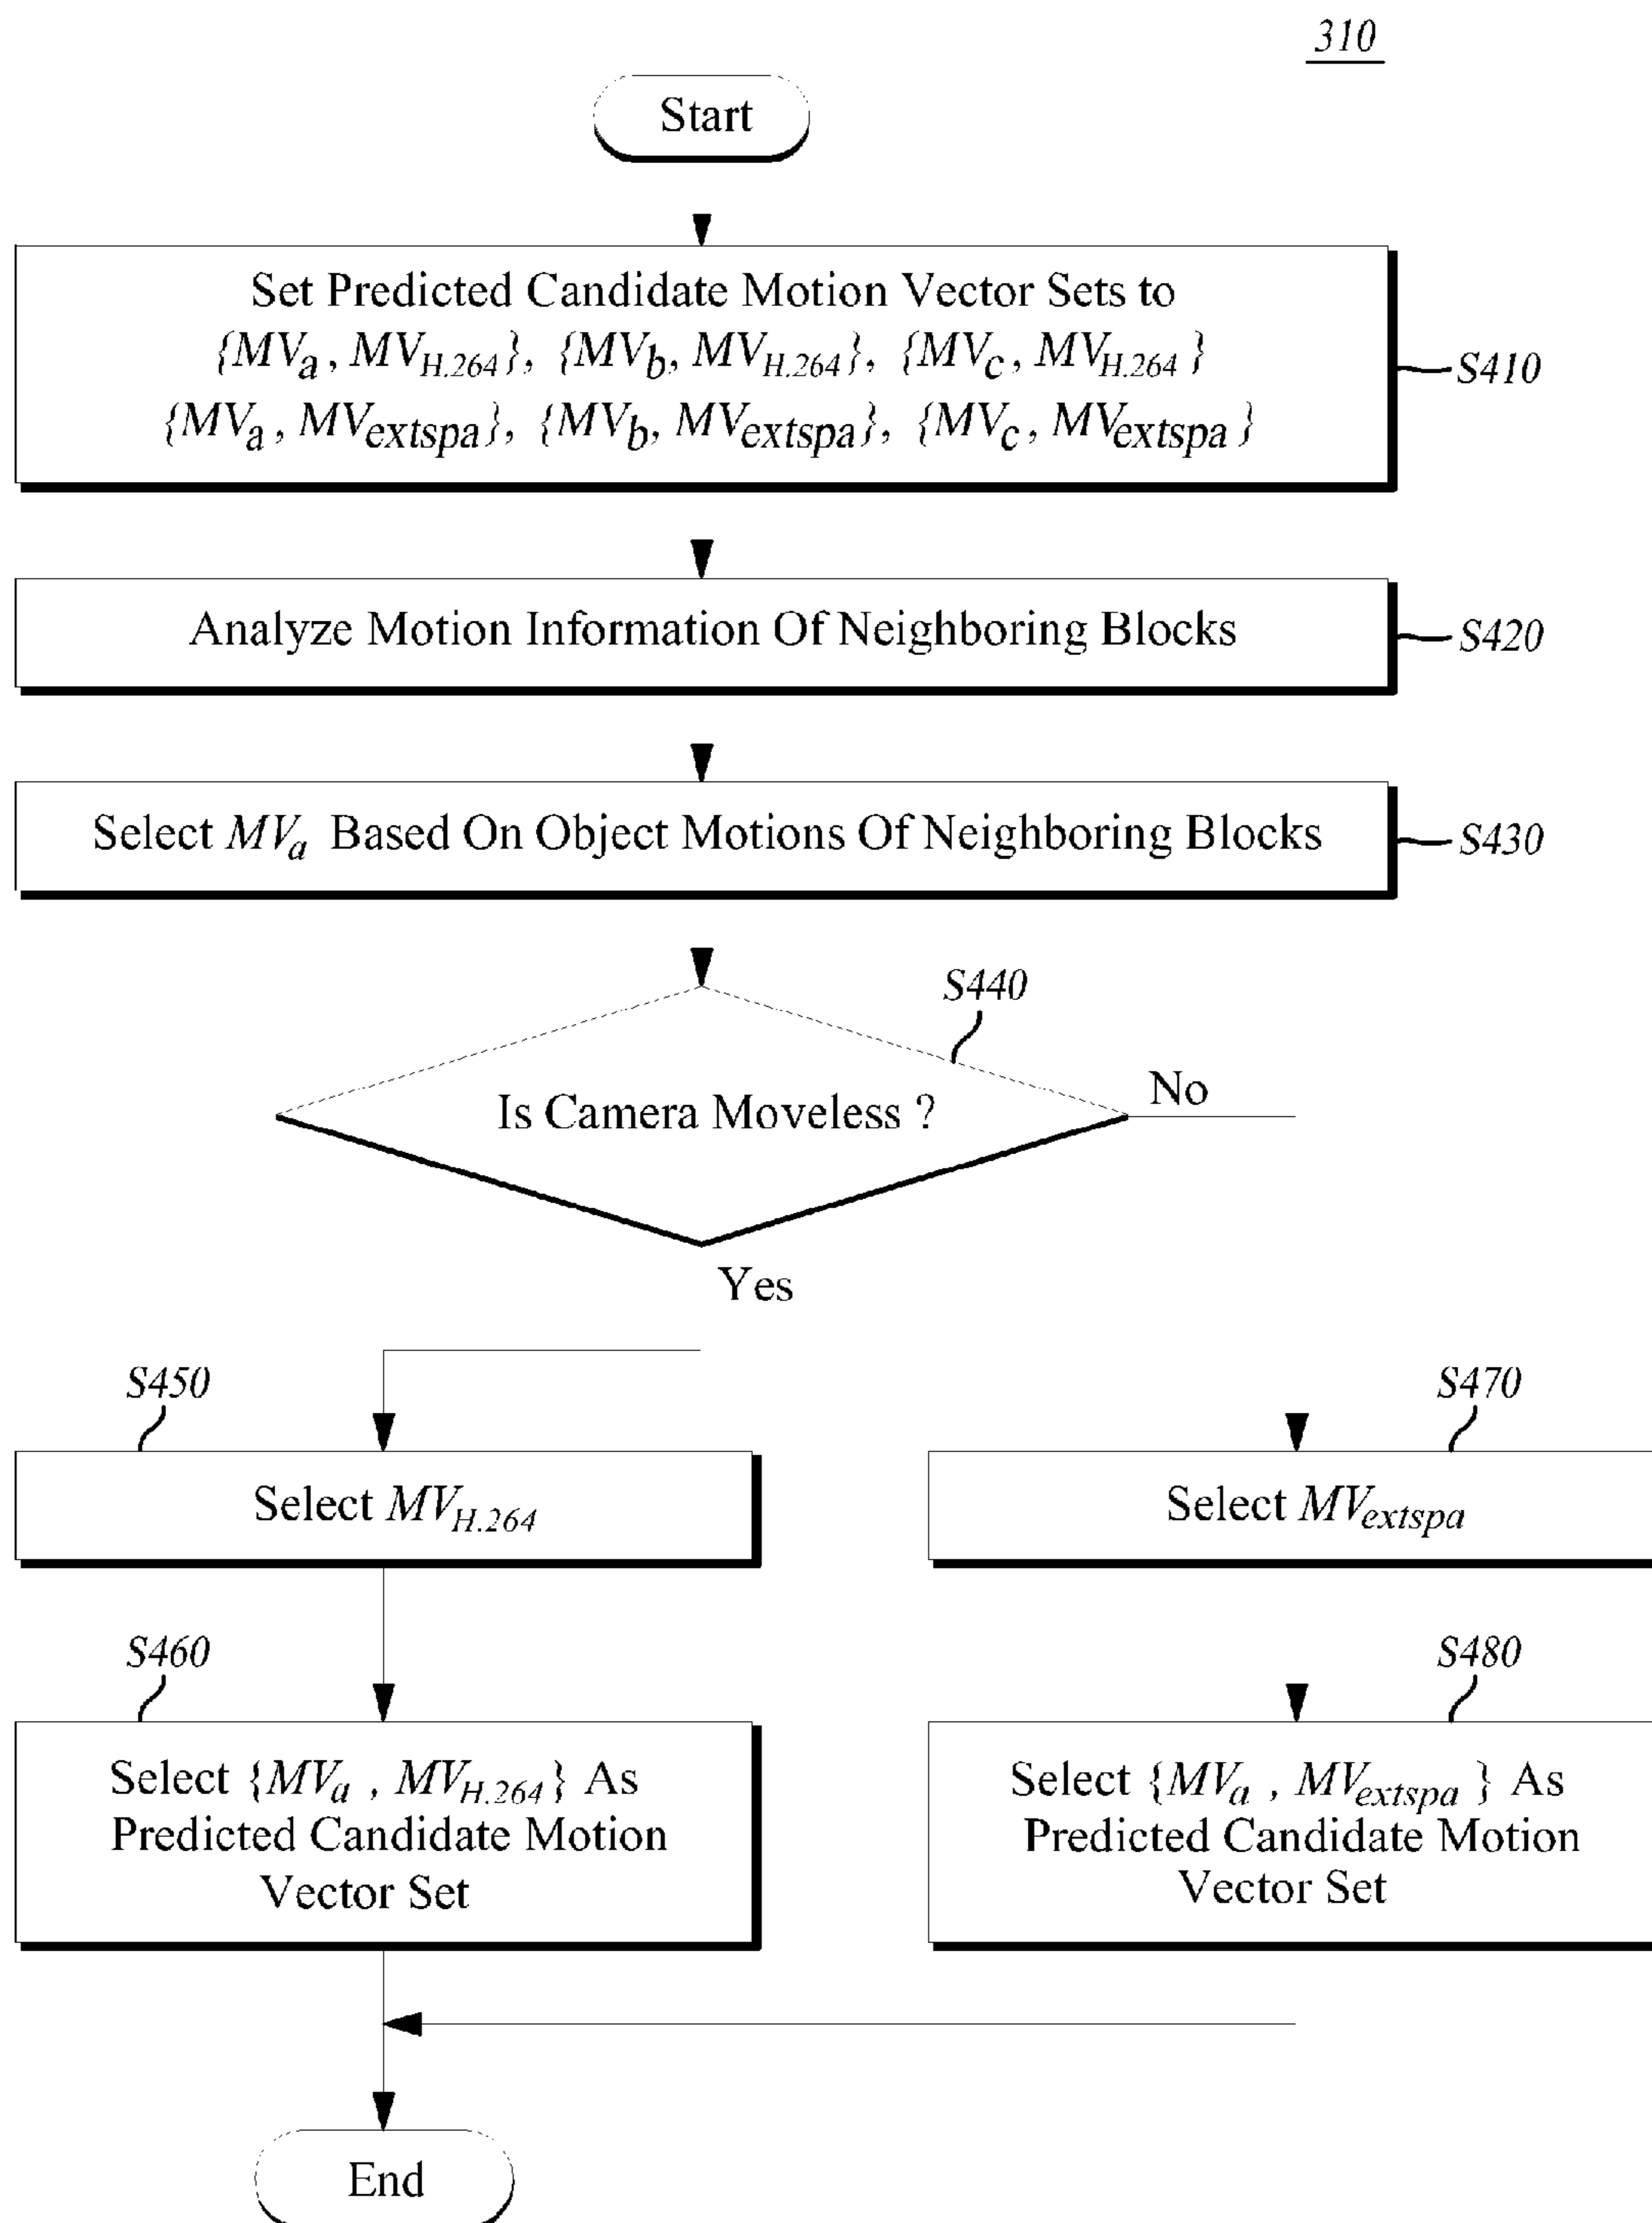 310
Start
Set Predicted Candidate Motion Vector Sets to
{MVa , MVH.264}, {MVb, MVH.264}, {MVc, MVH.264 }
{MVa , MVextspa}, {MVb, MVextspa}, {MVc, MVextspa }
S410
Analyze Motion Information Of Neighboring Blocks
S420
Select MVa Based On Object Motions Of Neighboring Blocks
S430
S440
Is Camera Moveless ?
No
Yes
S450
Select MVH.264
S470
Select MVextspa
S460
Select {MVa , MVH.264} As
Predicted Candidate Motion
Vector Set
S480
Select {MVa , MVextspa } As
Predicted Candidate Motion
Vector Set
End